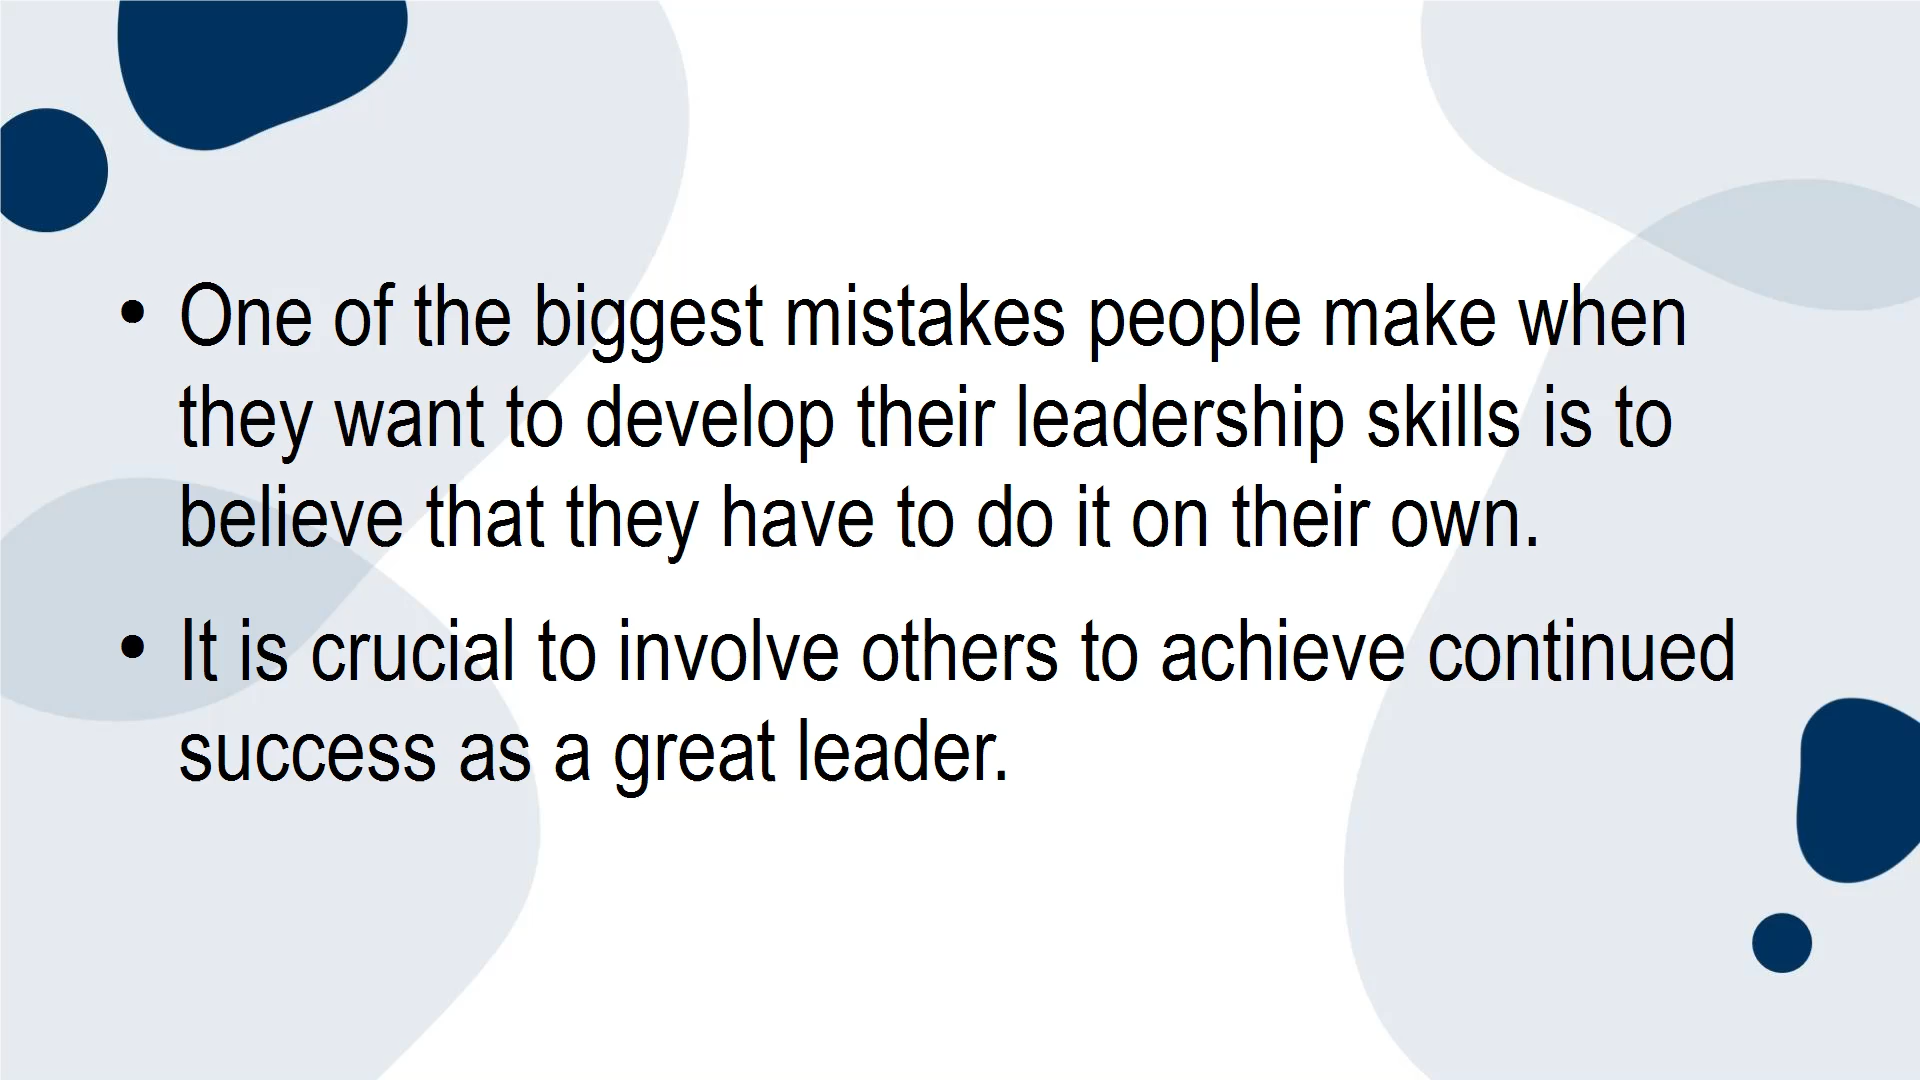 • One of the biggest mistakes people make when
they want to develop their leadership skills is to
believe that they have to do it on their own.
• It is crucial to involve others to achieve continued
success as a great leader.